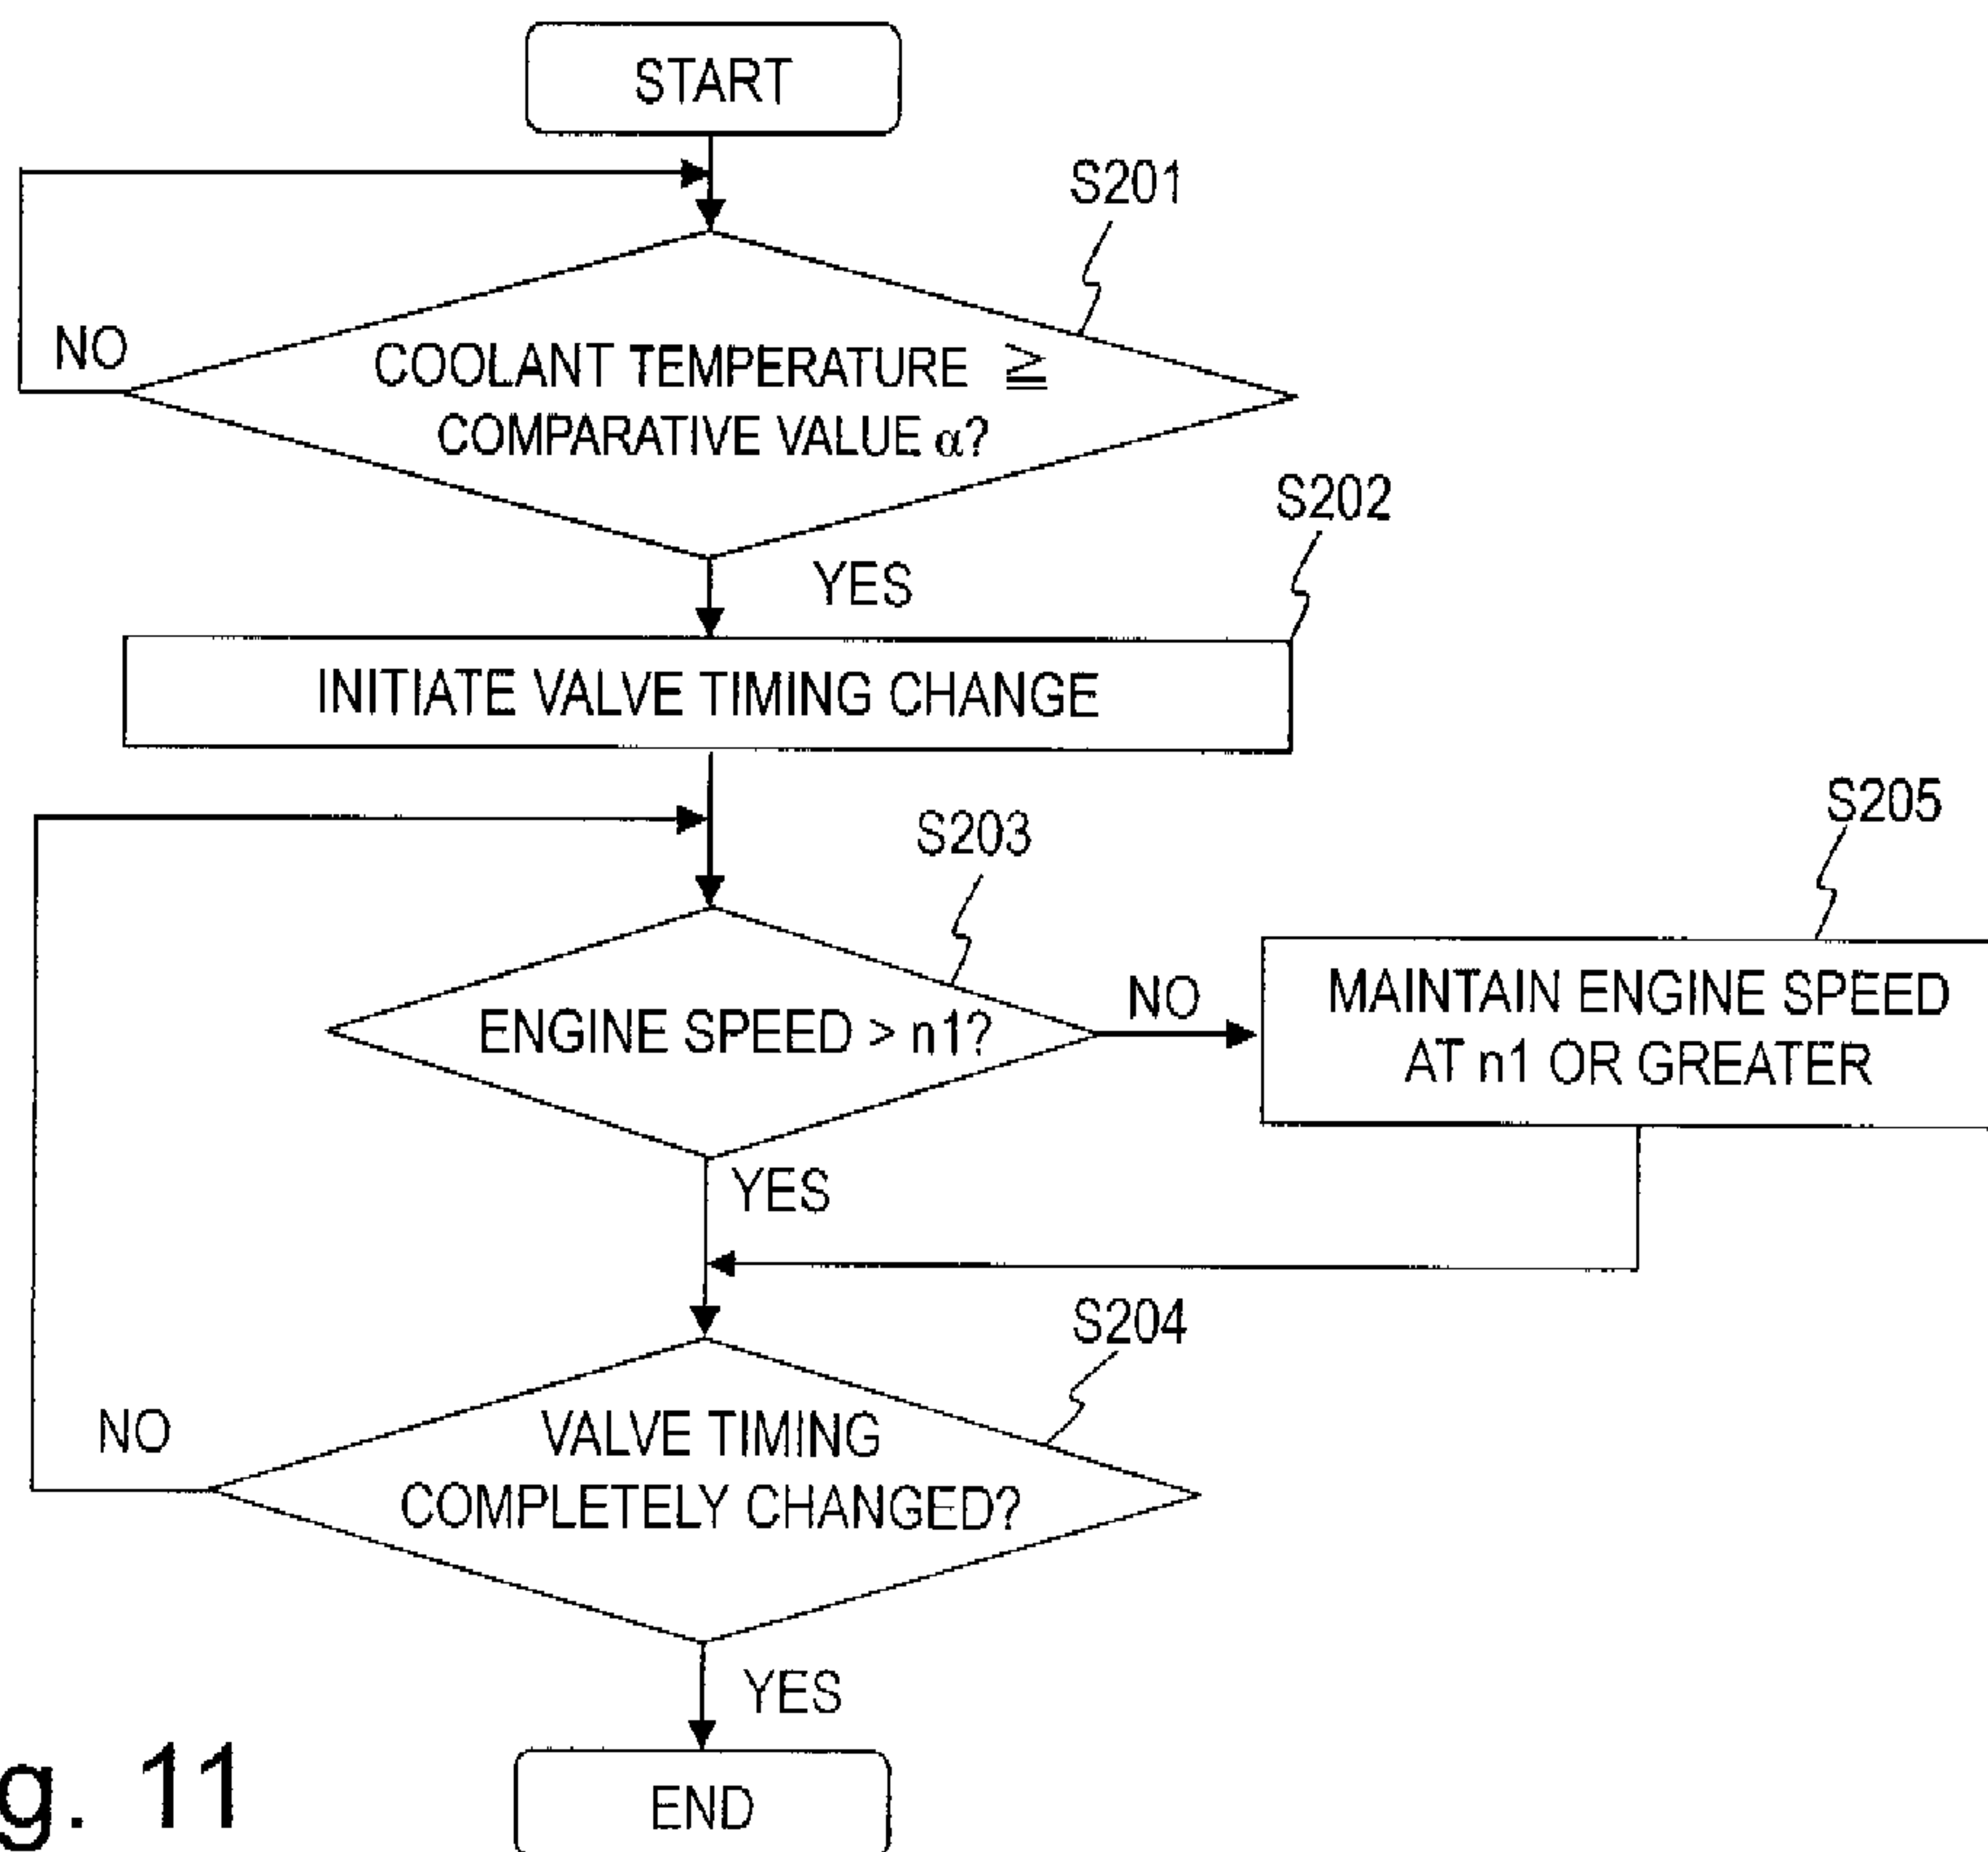 START
S201
NO
COOLANT TEMPERATURE ≧
COMPARATIVE VALUE α?
S202
YES
INITIATE VALVE TIMING CHANGE
S203
S205
ENGINE SPEED > n1?
NO
MAINTAIN ENGINE SPEED
AT n1 OR GREATER
YES
S204
NO
VALVE TIMING
COMPLETELY CHANGED?
YES
g. 11
END